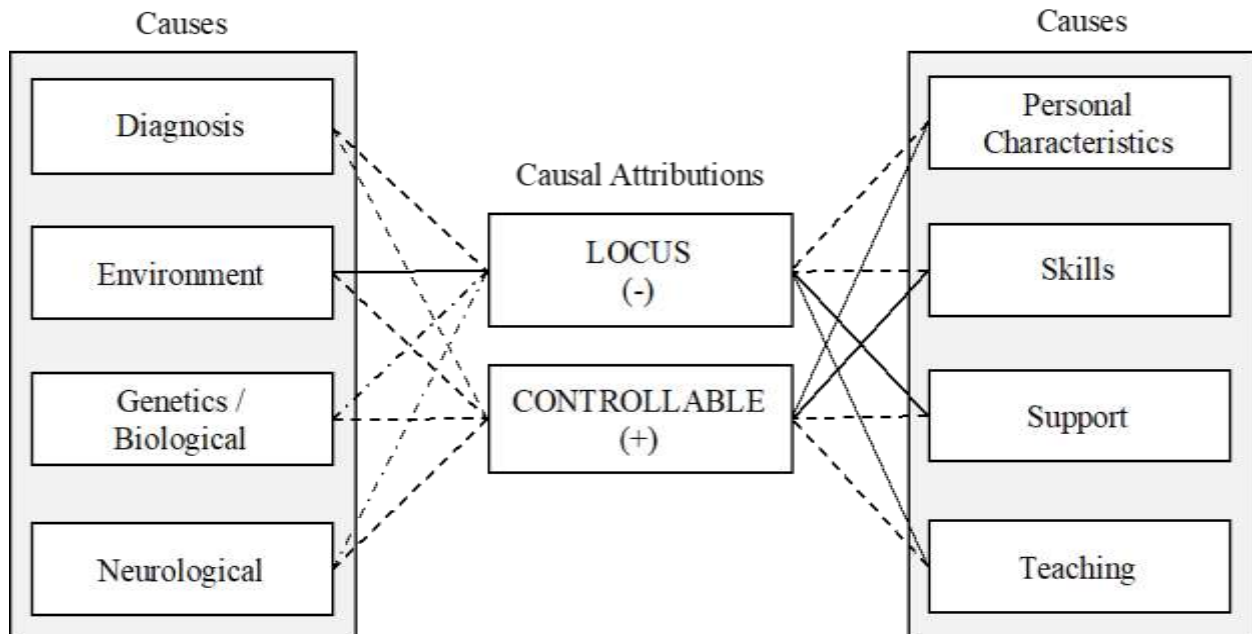 Causes
Diagnosis
Environment
Genetics /
Biological
Neurological
Causal Attributions
LOCUS
(-)
CONTROLLABLE
(+)
Causes
Personal
Characteristics
Skills
Support
Teaching